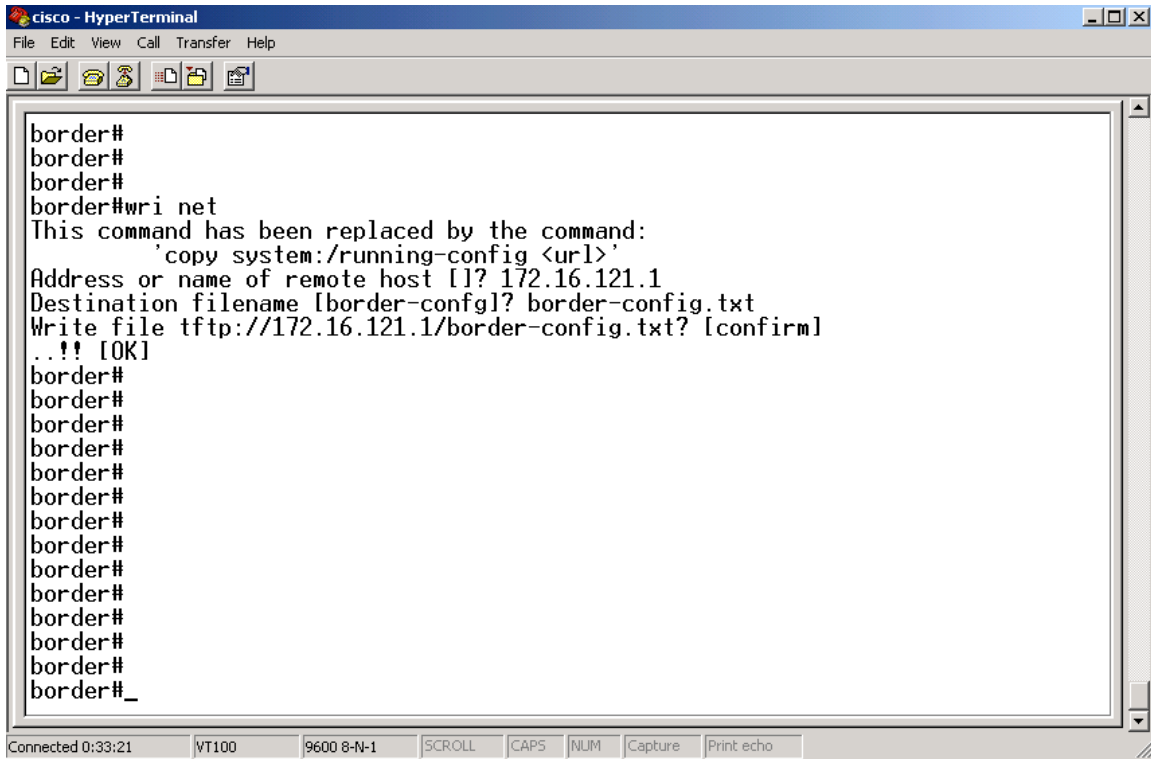 cisco - HyperTerminal
File Edit View Call Transfer Help
border#
border#
border#
border#wri net
This command has been replaced by the command:
'copy system:/running-config <url>'
Address or name of remote host []? 172.16.121.1
Destination filename [border-confg]? border-config.txt
Write file tftp://172.16.121.1/border-config.txt? [confirm]
..!! [OK]
border#
border#
border#
border#
border#
border#
border#
border#
border#
border#
border#
border#
border#
border#_
Connected 0:33:21 VT100 9600 8-N-1 SCROLL CAPS NUM Capture Print echo